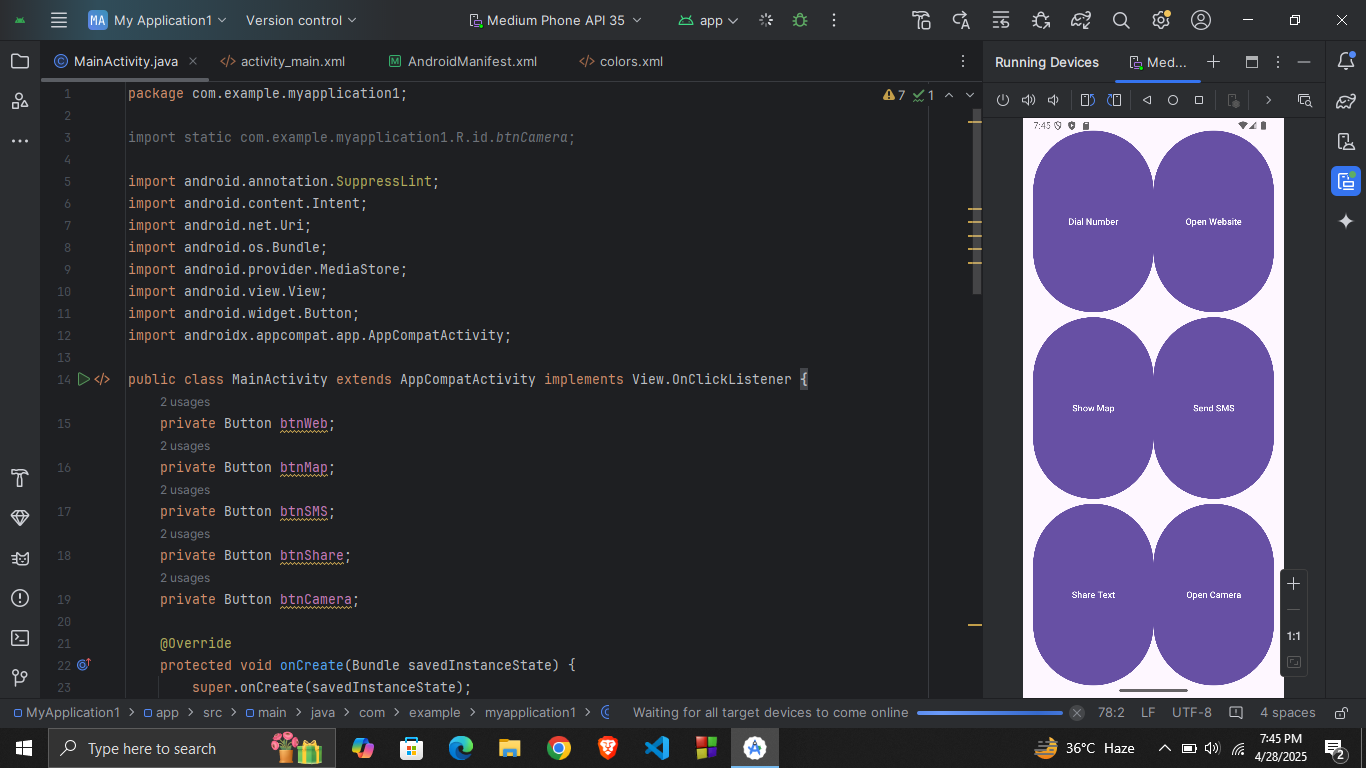 MA My Application1 Version control Medium Phone API 35 app
MainActivity.java activity_main.xml AndroidManifest.xml colors.xml
Running Devices Med...
7 1
1 package com.example.myapplication1;
2
3 import static com.example.myapplication1.R.id.btnCamera;
4
5 import android.annotation.SuppressLint;
6 import android.content.Intent;
7 import android.net.Uri;
8 import android.os.Bundle;
9 import android.provider.MediaStore;
10 import android.view.View;
11 import android.widget.Button;
12 import androidx.appcompat.app.AppCompatActivity;
13
14 public class MainActivity extends AppCompatActivity implements View.OnClickListener {
2 usages
15 private Button btnWeb;
2 usages
16 private Button btnMap;
2 usages
17 private Button btnSMS;
2 usages
18 private Button btnShare;
2 usages
19 private Button btnCamera;
20
21 @Override
22 protected void onCreate(Bundle savedInstanceState) {
23 super.onCreate(savedInstanceState);
7:45
Dial Number Open Website
Show Map Send SMS
Share Text Open Camera
1:1
MyApplication1 > app > src > main > java > com > example > myapplication1 > Waiting for all target devices to come online 78:2 LF UTF-8 4 spaces
Type here to search
36°C Haze
7:45 PM
4/28/2025
2